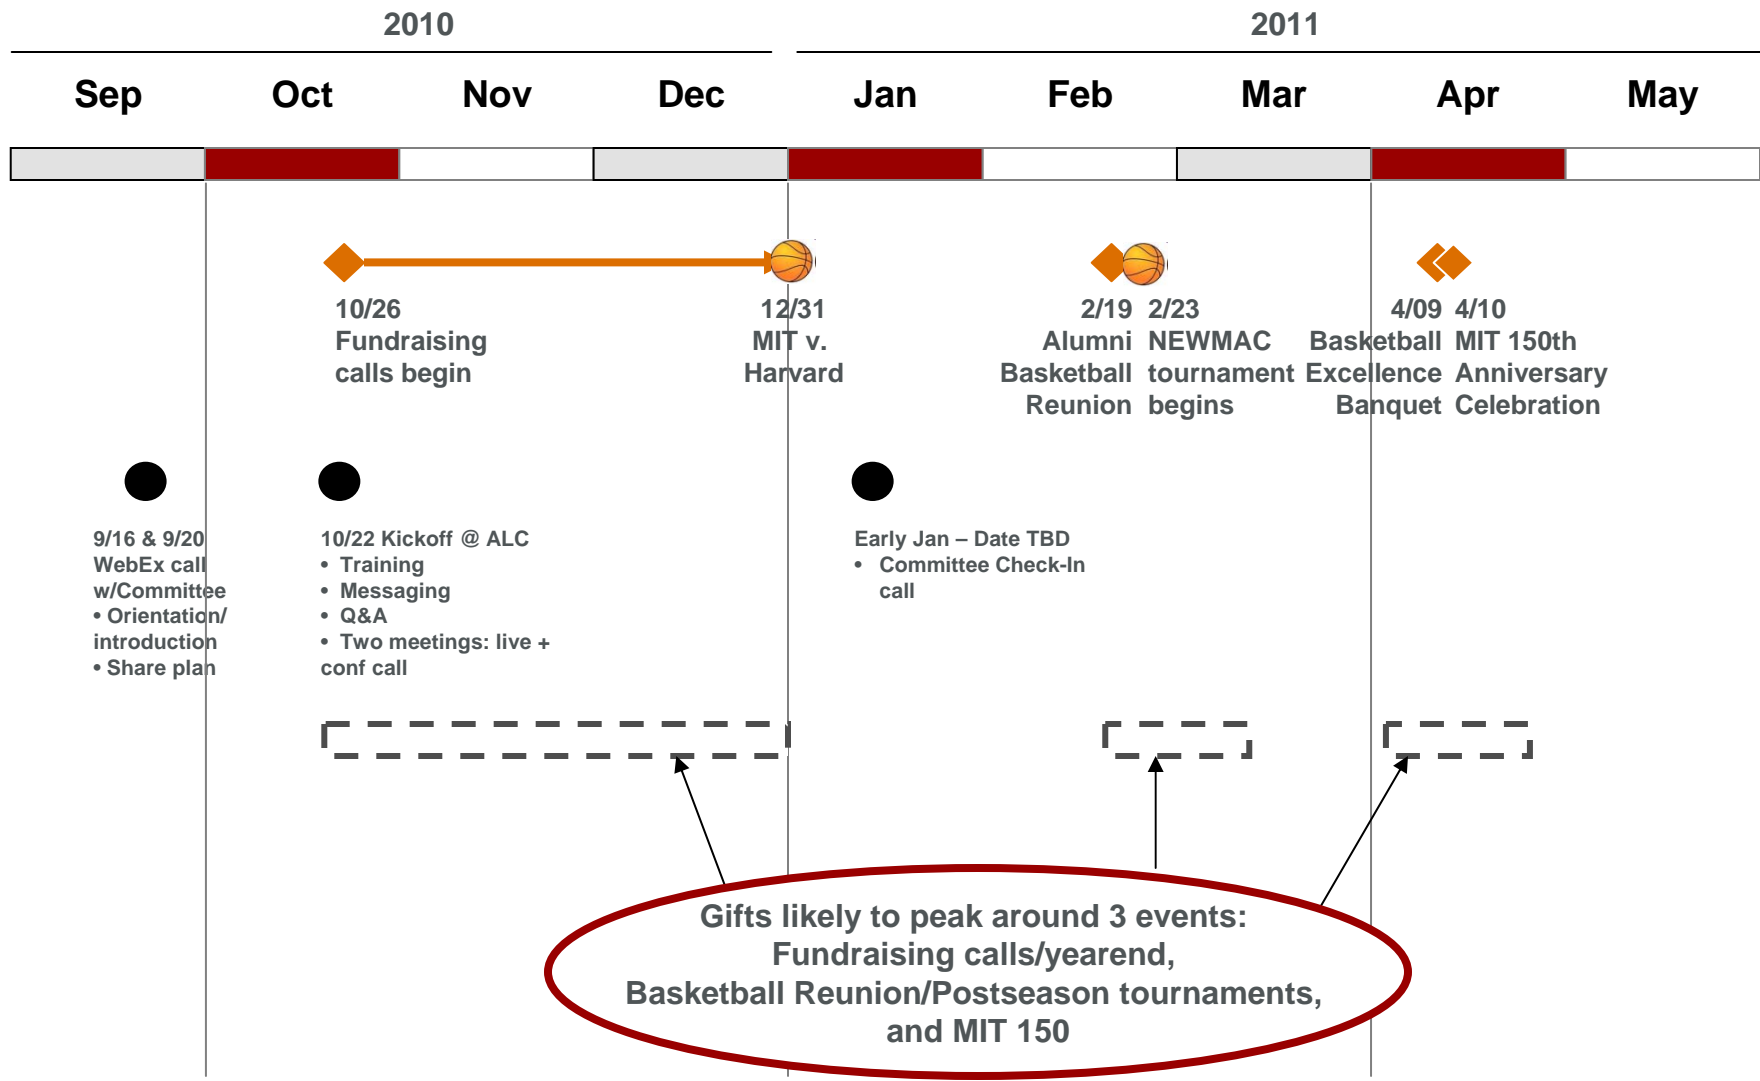 2010
2011
Sep
Oct
Nov
Dec
Jan
Feb
Mar
Apr
May
10/26
Fundraising
calls begin
12/31
MIT v.
Harvard
2/19
Alumni
Basketball
Reunion
2/23
NEWMAC
tournament
begins
4/09
Basketball
Excellence
Banquet
4/10
MIT 150th
Anniversary
Celebration
9/16 & 9/20
WebEx call
w/Committee
• Orientation/
introduction
• Share plan
10/22 Kickoff @ ALC
• Training
• Messaging
• Q&A
• Two meetings: live +
conf call
Early Jan – Date TBD
• Committee Check-In
call
Gifts likely to peak around 3 events:
Fundraising calls/yearend,
Basketball Reunion/Postseason tournaments,
and MIT 150